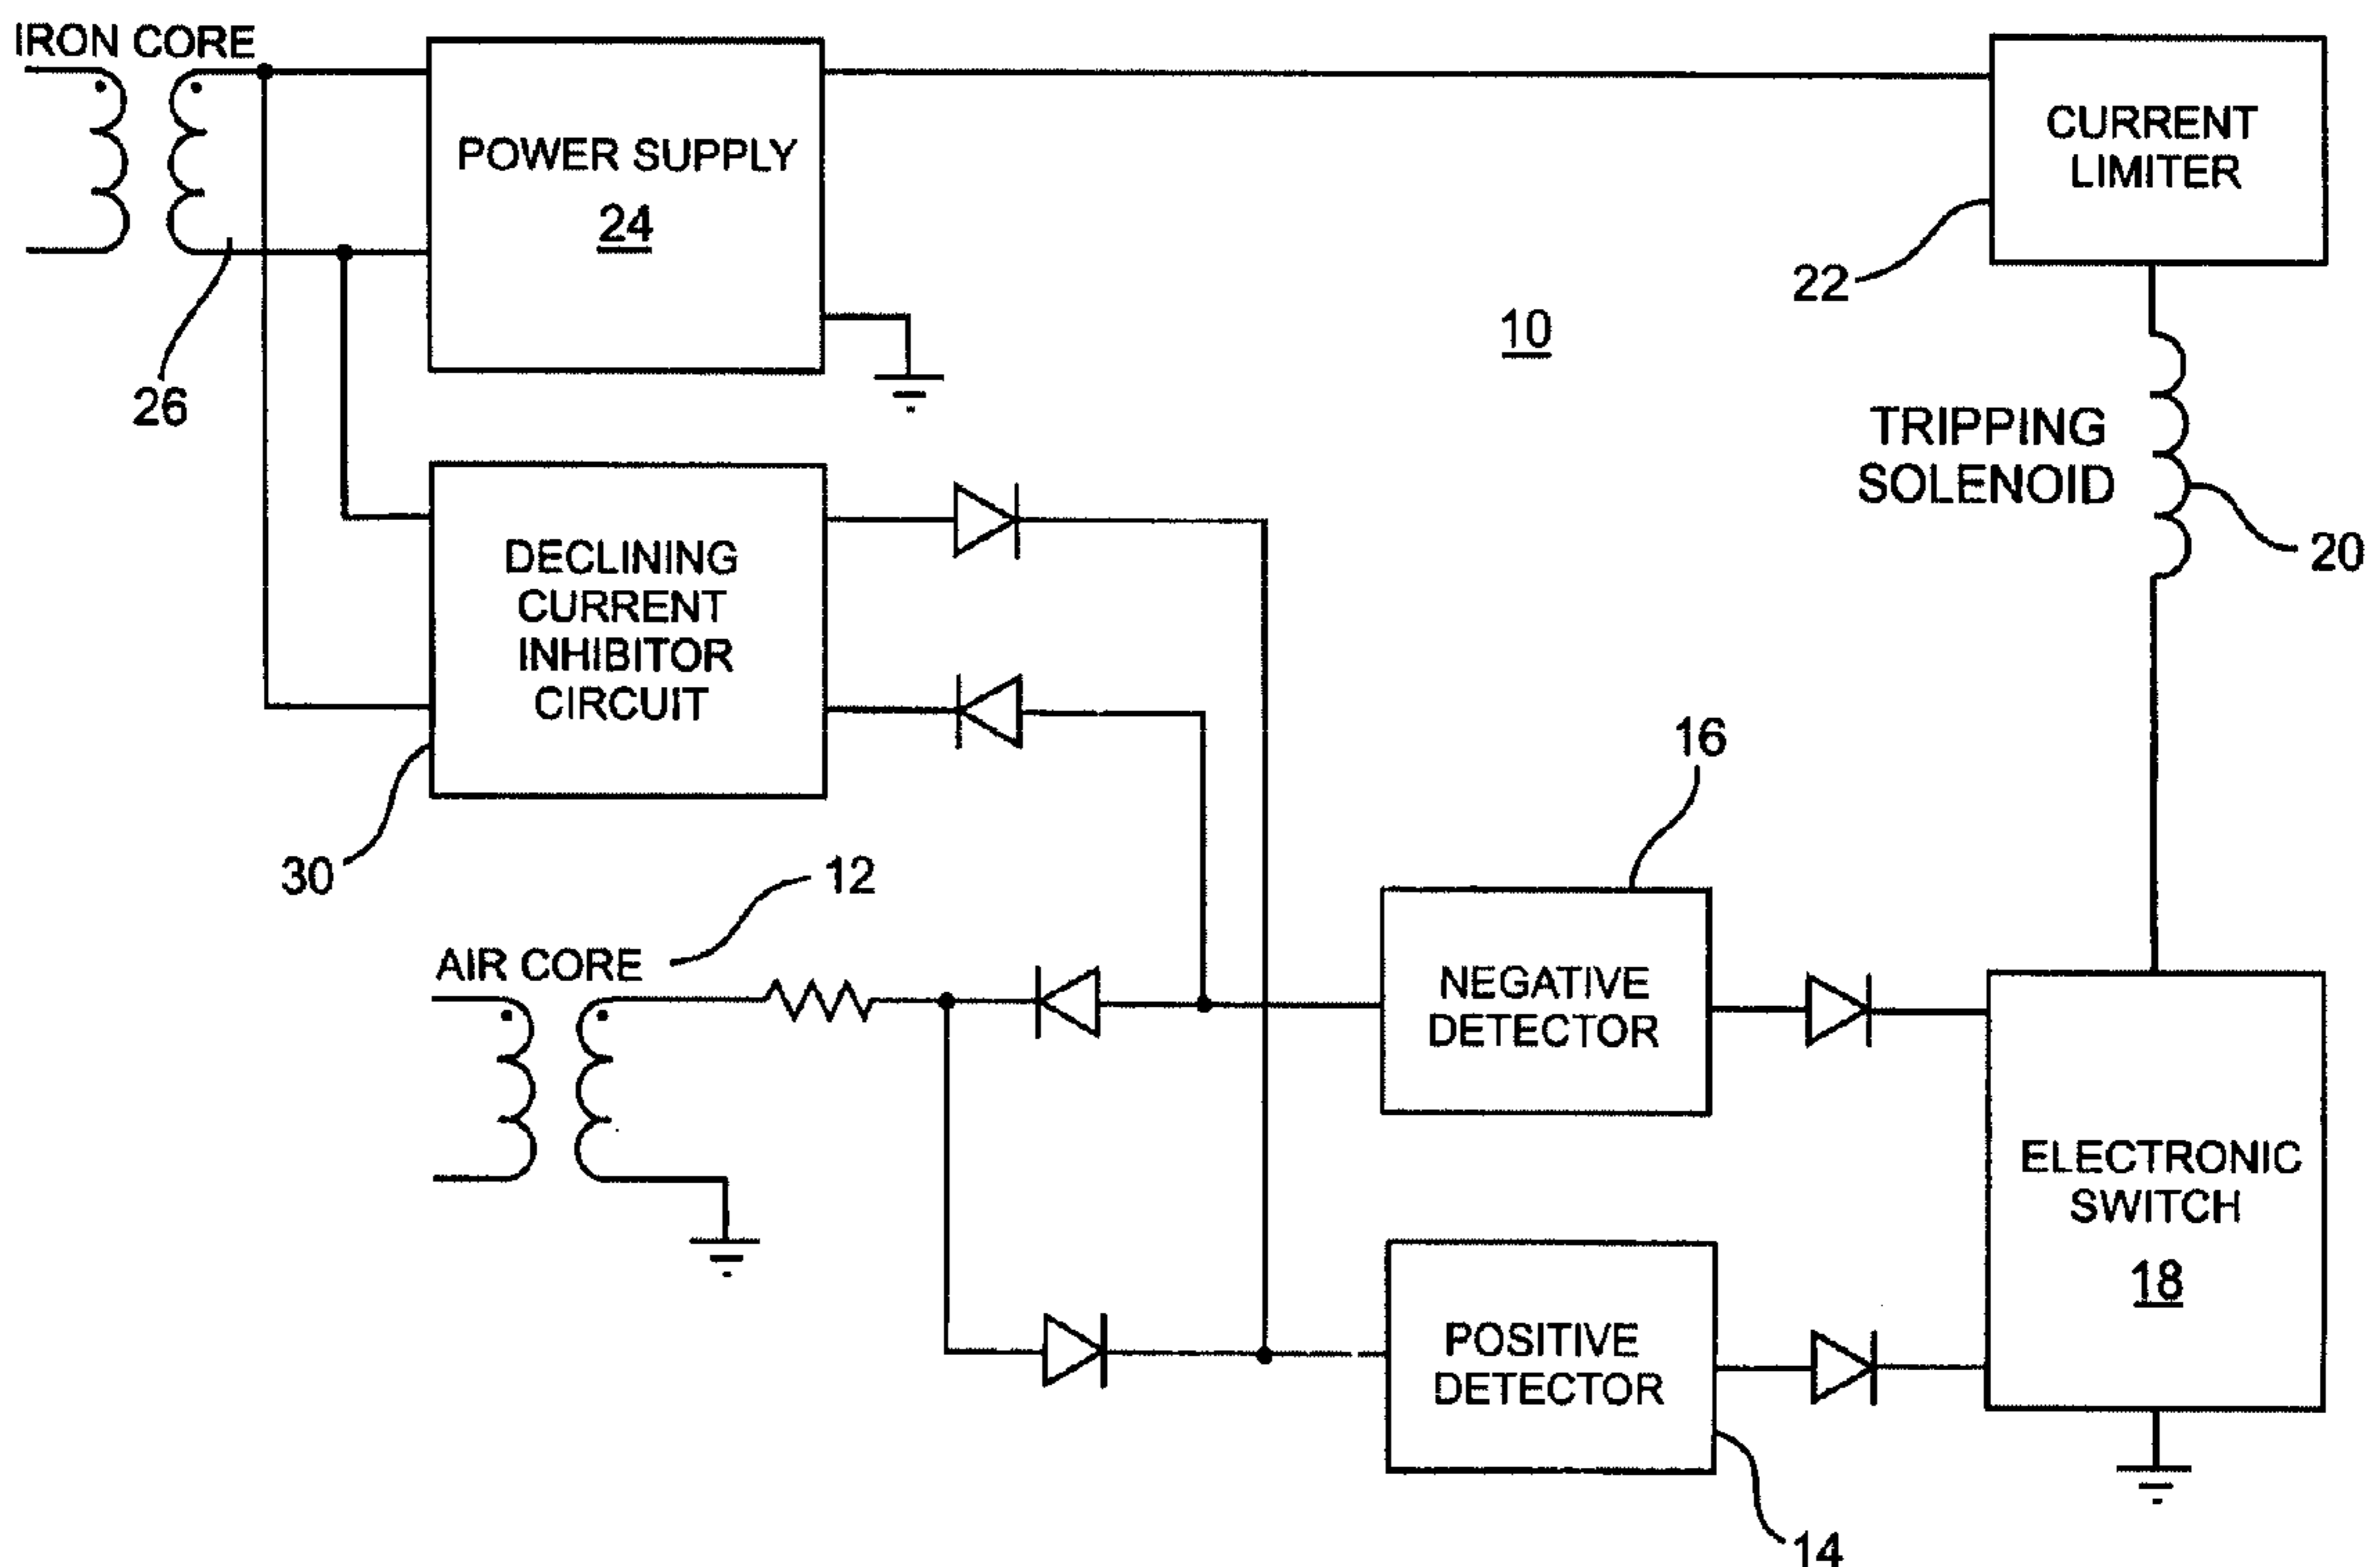 IRON CORE
POWER SUPPLY
24
CURRENT
LIMITER
22
10
26
TRIPPING
SOLENOID
20
DECLINING
CURRENT
INHIBITOR
CIRCUIT
30
16
12
AIR CORE
NEGATIVE
DETECTOR
ELECTRONIC
SWITCH
18
POSITIVE
DETECTOR
14